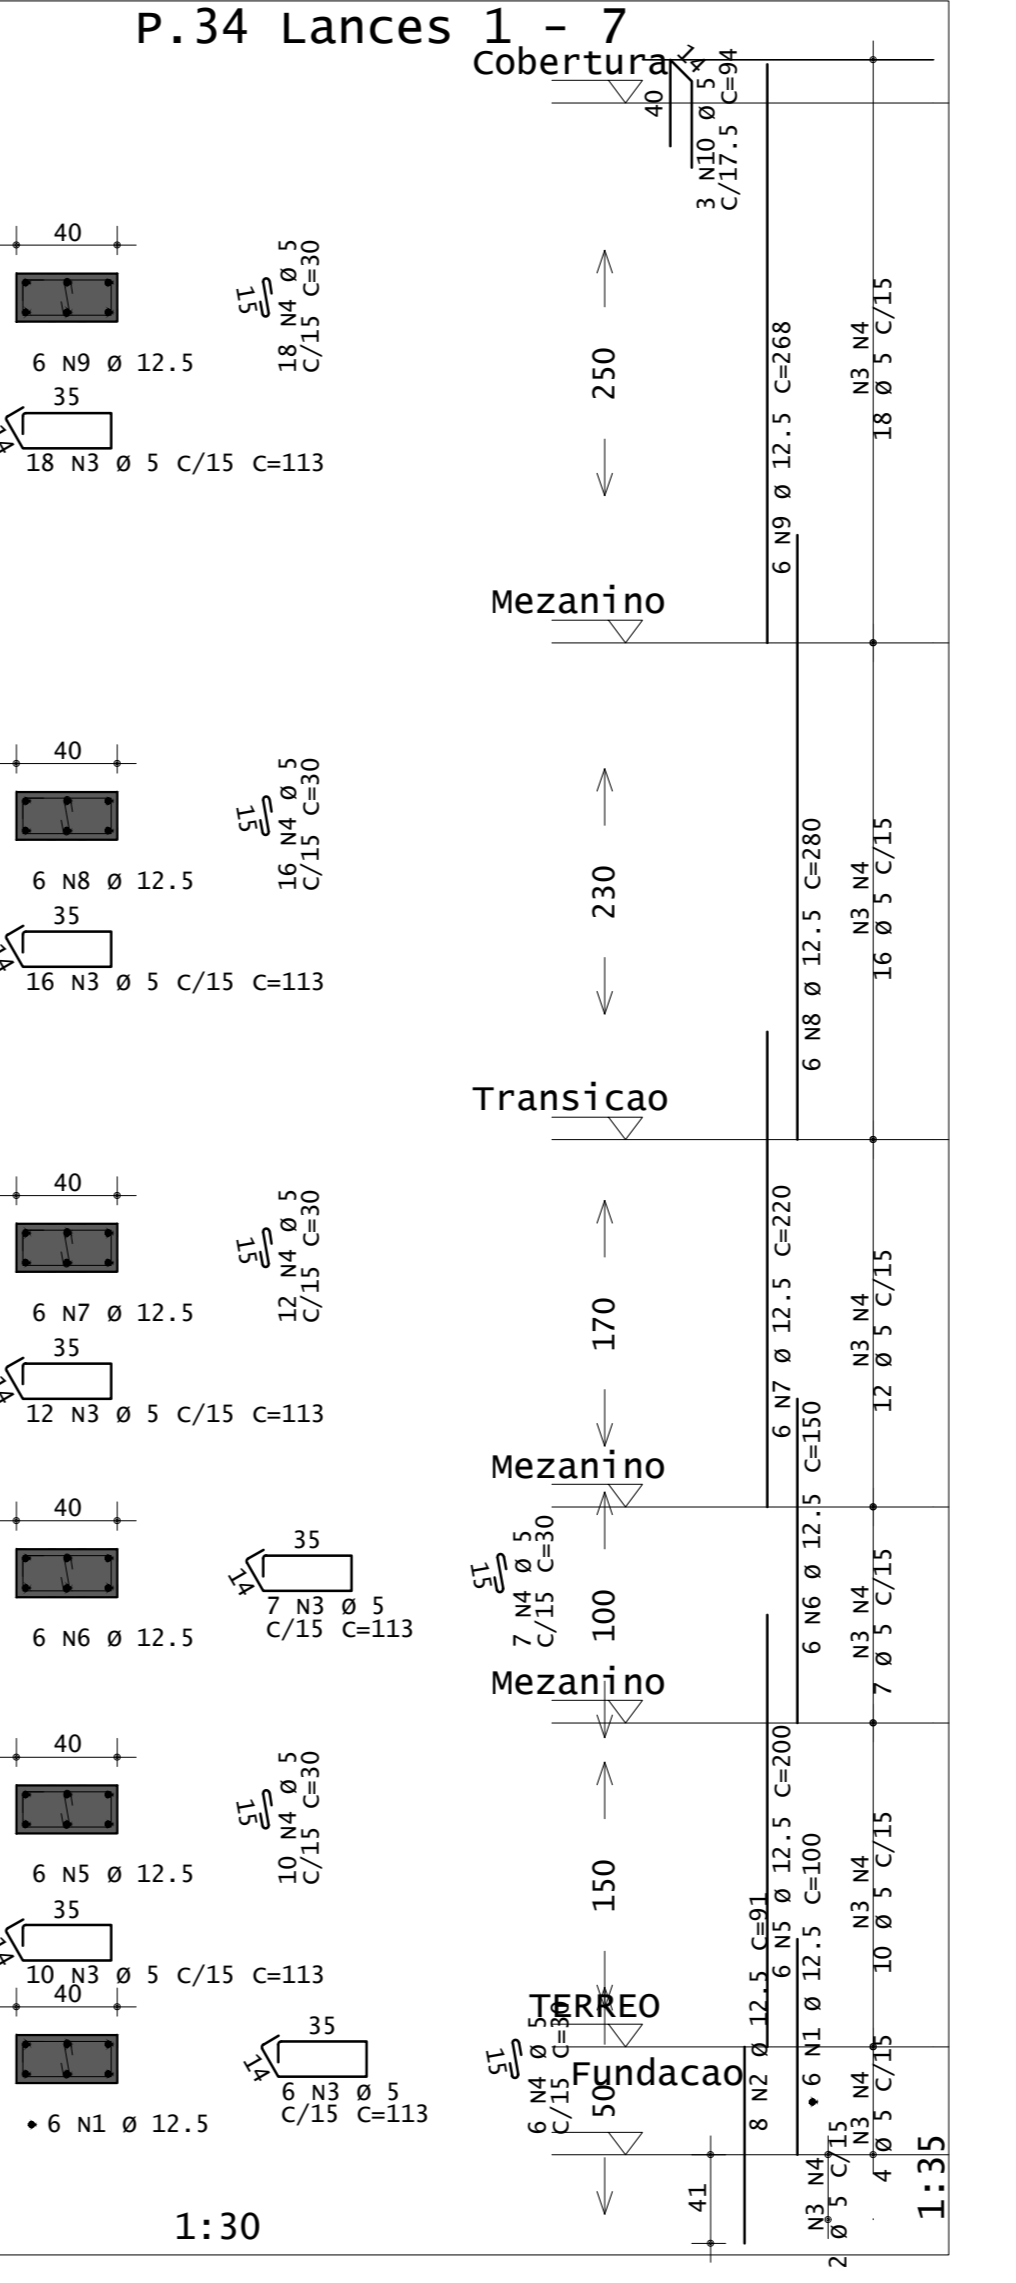 P.34 Lances 1 - 7
Cobertura
14
40
3 N10 Ø 5
C/17.5 C=94
40
6 N9 Ø 12.5
35
14
18 N3 Ø 5 C/15 C=113
15
18 N4 Ø 5
C/15 C=30
250
6 N9 Ø 12.5 C=268
N3 N4
18 Ø 5 C/15
Mezanino
40
6 N8 Ø 12.5
35
14
16 N3 Ø 5 C/15 C=113
15
16 N4 Ø 5
C/15 C=30
230
6 N8 Ø 12.5 C=280
N3 N4
16 Ø 5 C/15
Transicao
40
6 N7 Ø 12.5
35
14
12 N3 Ø 5 C/15 C=113
15
12 N4 Ø 5
C/15 C=30
170
6 N7 Ø 12.5 C=220
N3 N4
12 Ø 5 C/15
Mezanino
40
6 N6 Ø 12.5
35
14
7 N3 Ø 5
C/15 C=113
15
7 N4 Ø 5
C/15 C=30
100
6 N6 Ø 12.5 C=150
N3 N4
7 Ø 5 C/15
Mezanino
40
6 N5 Ø 12.5
35
14
10 N3 Ø 5 C/15 C=113
15
10 N4 Ø 5
C/15 C=30
150
6 N5 Ø 12.5 C=200
N3 N4
10 Ø 5 C/15
TERREO
40
6 N1 Ø 12.5
35
14
6 N3 Ø 5
C/15 C=113
15
6 N4 Ø 5
C/15 C=30
50
Fundacao
8 N2 Ø 12.5 C=91
6 N1 Ø 12.5 C=100
N3 N4
4 Ø 5 C/15
41
N3 N4
2 Ø 5 C/15
1:30
1:35